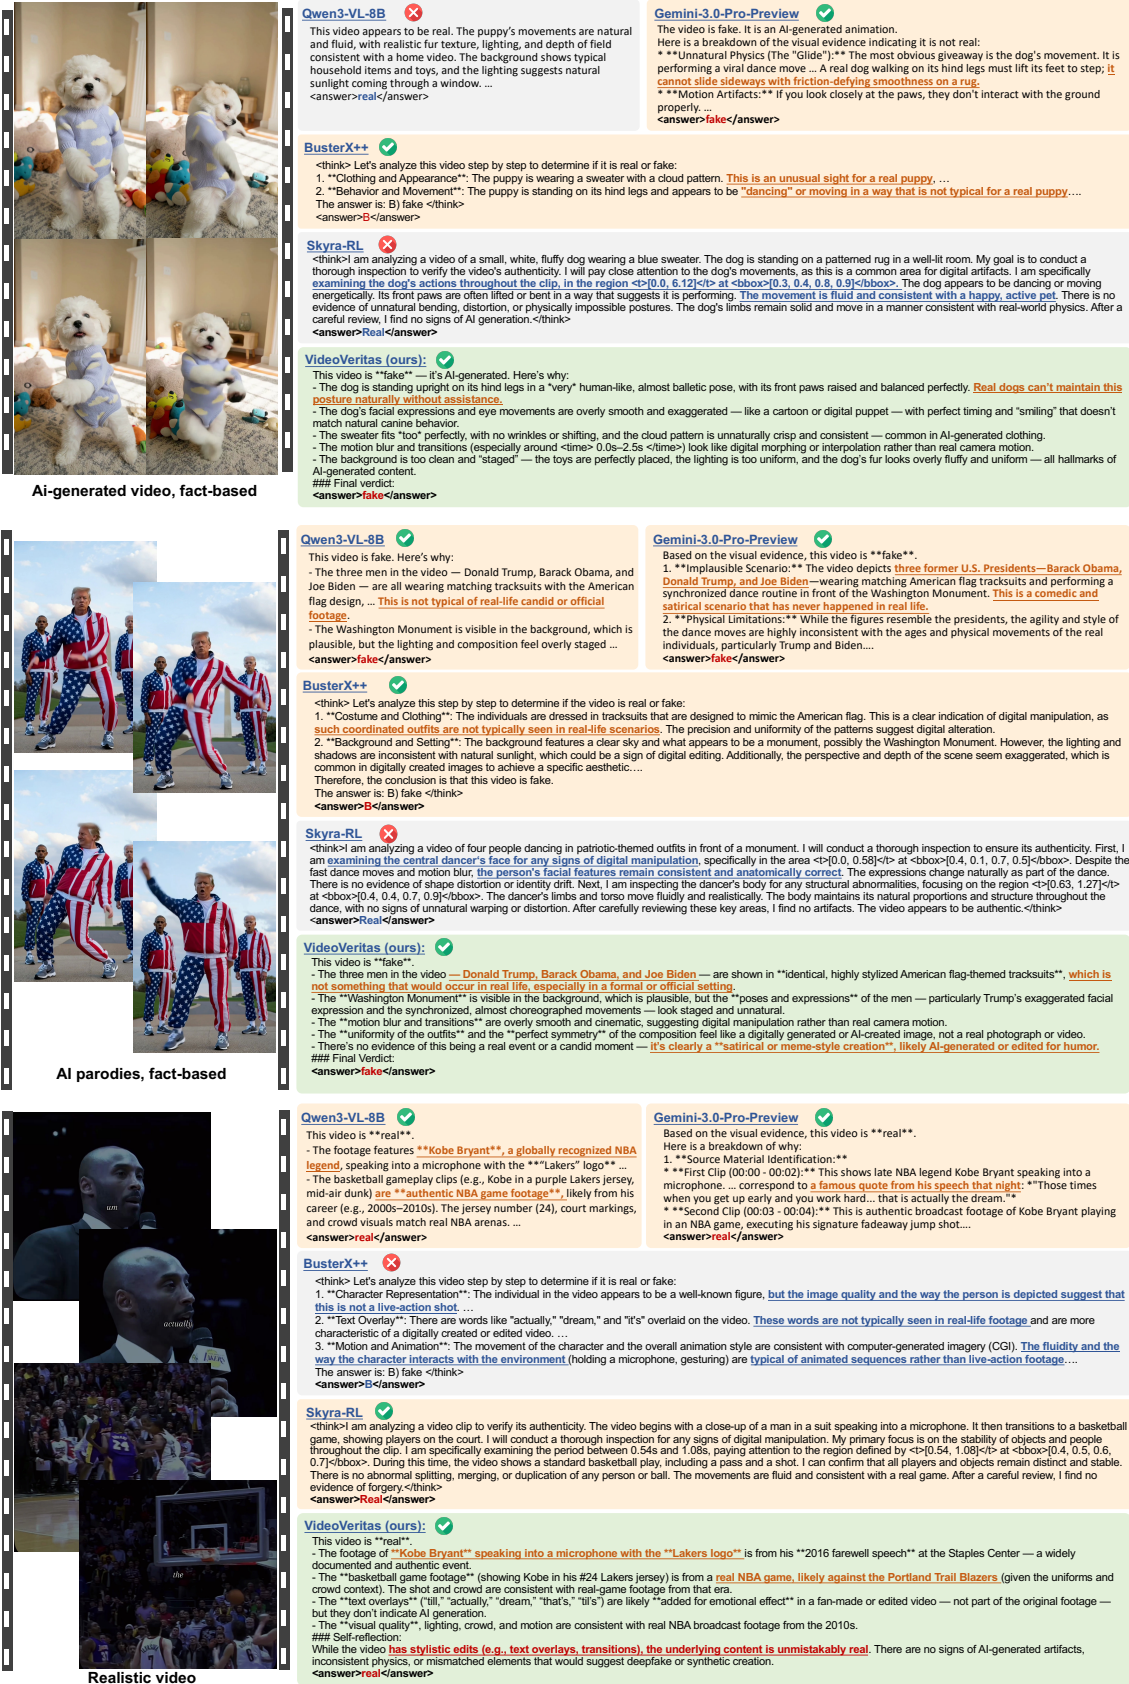 Qwen3-VL-8B
This video appears to be real. The puppy's movements are natural
and fluid, with realistic fur texture, lighting, and depth of field
consistent with a home video. The background shows typical
household items and toys, and the lighting suggests natural
sunlight coming through a window. ...
<answer>real</answer>
Gemini-3.0-Pro-Preview
The video is fake. It is an AI-generated animation.
Here is a breakdown of the visual evidence indicating it is not real:
* **Unnatural Physics (The "Glide"):** The most obvious giveaway is the dog's movement. It is
performing a viral dance move ... A real dog walking on its hind legs must lift its feet to step; it
cannot slide sideways with friction-defying smoothness on a rug.
* **Motion Artifacts:** If you look closely at the paws, they don't interact with the ground
properly. ...
<answer>fake</answer>
BusterX++
<think> Let's analyze this video step by step to determine if it is real or fake:
1. **Clothing and Appearance**: The puppy is wearing a sweater with a cloud pattern. This is an unusual sight for a real puppy, …
2. **Behavior and Movement**: The puppy is standing on its hind legs and appears to be "dancing" or moving in a way that is not typical for a real puppy….
The answer is: B) fake </think>
<answer>B</answer>
Skyra-RL
<think>I am analyzing a video of a small, white, fluffy dog wearing a blue sweater. The dog is standing on a patterned rug in a well-lit room. My goal is to conduct a
thorough inspection to verify the video's authenticity. I will pay close attention to the dog's movements, as this is a common area for digital artifacts. I am specifically
examining the dog's actions throughout the clip, in the region <t>[0.0, 6.12]</t> at <bbox>[0.3, 0.4, 0.8, 0.9]</bbox>. The dog appears to be dancing or moving
energetically. Its front paws are often lifted or bent in a way that suggests it is performing. The movement is fluid and consistent with a happy, active pet. There is no
evidence of unnatural bending, distortion, or physically impossible postures. The dog's limbs remain solid and move in a manner consistent with real-world physics. After a
careful review, I find no signs of AI generation.</think>
<answer>Real</answer>
VideoVeritas (ours):
This video is **fake** — it's AI-generated. Here's why:
- The dog is standing upright on its hind legs in a *very* human-like, almost balletic pose, with its front paws raised and balanced perfectly. Real dogs can't maintain this
posture naturally without assistance.
- The dog's facial expressions and eye movements are overly smooth and exaggerated — like a cartoon or digital puppet — with perfect timing and “smiling” that doesn't
match natural canine behavior.
- The sweater fits *too* perfectly, with no wrinkles or shifting, and the cloud pattern is unnaturally crisp and consistent — common in AI-generated clothing.
- The motion blur and transitions (especially around <time> 0.0s–2.5s </time>) look like digital morphing or interpolation rather than real camera motion.
- The background is too clean and “staged” — the toys are perfectly placed, the lighting is too uniform, and the dog's fur looks overly fluffy and uniform — all hallmarks of
AI-generated content.
### Final verdict:
<answer>fake</answer>
Ai-generated video, fact-based
Qwen3-VL-8B
This video is fake. Here's why:
- The three men in the video — Donald Trump, Barack Obama, and
Joe Biden — are all wearing matching tracksuits with the American
flag design, ... This is not typical of real-life candid or official
footage.
- The Washington Monument is visible in the background, which is
plausible, but the lighting and composition feel overly staged ...
<answer>fake</answer>
Gemini-3.0-Pro-Preview
Based on the visual evidence, this video is **fake**.
1. **Implausible Scenario:** The video depicts three former U.S. Presidents—Barack Obama,
Donald Trump, and Joe Biden—wearing matching American flag tracksuits and performing a
synchronized dance routine in front of the Washington Monument. This is a comedic and
satirical scenario that has never happened in real life.
2. **Physical Limitations:** While the figures resemble the presidents, the agility and style of
the dance moves are highly inconsistent with the ages and physical movements of the real
individuals, particularly Trump and Biden....
<answer>fake</answer>
BusterX++
<think> Let's analyze this video step by step to determine if the video is real or fake:
1. **Costume and Clothing**: The individuals are dressed in tracksuits that are designed to mimic the American flag. This is a clear indication of digital manipulation, as
such coordinated outfits are not typically seen in real-life scenarios. The precision and uniformity of the patterns suggest digital alteration.
2. **Background and Setting**: The background features a clear sky and what appears to be a monument, possibly the Washington Monument. However, the lighting and
shadows are inconsistent with natural sunlight, which could be a sign of digital editing. Additionally, the perspective and depth of the scene seem exaggerated, which is
common in digitally created images to achieve a specific aesthetic….
Therefore, the conclusion is that this video is fake.
The answer is: B) fake </think>
<answer>B</answer>
Skyra-RL
<think>I am analyzing a video of four people dancing in patriotic-themed outfits in front of a monument. I will conduct a thorough inspection to ensure its authenticity. First, I
am examining the central dancer's face for any signs of digital manipulation, specifically in the area <t>[0.0, 0.58]</t> at <bbox>[0.4, 0.1, 0.7, 0.5]</bbox>. Despite the
fast dance moves and motion blur, the person's facial features remain consistent and anatomically correct. The expressions change naturally as part of the dance.
There is no evidence of shape distortion or identity drift. Next, I am inspecting the dancer's body for any structural abnormalities, focusing on the region <t>[0.63, 1.27]</t>
at <bbox>[0.4, 0.4, 0.7, 0.9]</bbox>. The dancer's limbs and torso move fluidly and realistically. The body maintains its natural proportions and structure throughout the
dance, with no signs of unnatural warping or distortion. After carefully reviewing these key areas, I find no artifacts. The video appears to be authentic.</think>
<answer>Real</answer>
VideoVeritas (ours):
This video is **fake**.
- The three men in the video — Donald Trump, Barack Obama, and Joe Biden — are shown in **identical, highly stylized American flag-themed tracksuits**, which is
not something that would occur in real life, especially in a formal or official setting.
- The **Washington Monument** is visible in the background, which is plausible, but the **poses and expressions** of the men — particularly Trump's exaggerated facial
expression and the synchronized, almost choreographed movements — look staged and unnatural.
- The **motion blur and transitions** are overly smooth and cinematic, suggesting digital manipulation rather than real camera motion.
- The **uniformity of the outfits** and the **perfect symmetry** of the composition feel like a digitally generated or AI-created image, not a real photograph or video.
- There's no evidence of this being a real event or a candid moment — it's clearly a **satirical or meme-style creation**, likely AI-generated or edited for humor.
### Final Verdict:
<answer>fake</answer>
AI parodies, fact-based
um
actually,
LAKERS
24
the
Qwen3-VL-8B
This video is **real**.
- The footage features **Kobe Bryant**, a globally recognized NBA
legend, speaking into a microphone with the **“Lakers” logo** ...
- The basketball gameplay clips (e.g., Kobe in a purple Lakers jersey,
mid-air dunk) are **authentic NBA game footage**, likely from his
career (e.g., 2000s–2010s). The jersey number (24), court markings,
and crowd visuals match real NBA arenas. ...
<answer>real</answer>
Gemini-3.0-Pro-Preview
Based on the visual evidence, this video is **real**.
Here is a breakdown of why:
1. **Source Material Identification:**
* **First Clip (00:00 - 00:02):** This shows late NBA legend Kobe Bryant speaking into a
microphone. ... correspond to a famous quote from his speech that night: *"Those times
when you get up early and you work hard... that is actually the dream."*
* **Second Clip (00:03 - 00:04):** This is authentic broadcast footage of Kobe Bryant playing
in an NBA game, executing his signature fadeaway jump shot....
<answer>real</answer>
BusterX++
<think> Let's analyze this video step by step to determine if it is real or fake:
1. **Character Representation**: The individual in the video appears to be a well-known figure, but the image quality and the way the person is depicted suggest that
this is not a live-action shot. …
2. **Text Overlay**: There are words like "actually," "dream," and "it's" overlaid on the video. These words are not typically seen in real-life footage and are more
characteristic of a digitally created or edited video. …
3. **Motion and Animation**: The movement of the character and the overall animation style are consistent with computer-generated imagery (CGI). The fluidity and the
way the character interacts with the environment (holding a microphone, gesturing) are typical of animated sequences rather than live-action footage….
The answer is: B) fake </think>
<answer>B</answer>
Skyra-RL
<think>I am analyzing a video clip to verify its authenticity. The video begins with a close-up of a man in a suit speaking into a microphone. It then transitions to a basketball
game, showing players on the court. I will conduct a thorough inspection for any signs of digital manipulation. My primary focus is on the stability of objects and people
throughout the clip. I am specifically examining the period between 0.54s and 1.08s, paying attention to the region defined by <t>[0.54, 1.08]</t> at <bbox>[0.4, 0.5, 0.6,
0.7]</bbox>. During this time, the video shows a standard basketball play, including a pass and a shot. I can confirm that all players and objects remain distinct and stable.
There is no abnormal splitting, merging, or duplication of any person or ball. The movements are fluid and consistent with a real game. After a careful review, I find no
evidence of forgery.</think>
<answer>Real</answer>
VideoVeritas (ours):
This video is **real**.
- The footage of **Kobe Bryant** speaking into a microphone with the **Lakers logo** is from his **2016 farewell speech** at the Staples Center — a widely
documented and authentic event.
- The **basketball game footage** (showing Kobe in his #24 Lakers jersey) is from a real NBA game, likely against the Portland Trail Blazers (given the uniforms and
crowd context). The shot and crowd are consistent with real-game footage from that era.
- The **text overlays** (“till,” “actually,” “dream,” “that's,” “til's”) are likely **added for emotional effect** in a fan-made or edited video — not part of the original footage —
but they don't indicate AI generation.
- The **visual quality**, lighting, crowd, and motion are consistent with real NBA broadcast footage from the 2010s.
### Self-reflection:
While the video has stylistic edits (e.g., text overlays, transitions), the underlying content is unmistakably real. There are no signs of AI-generated artifacts,
inconsistent physics, or mismatched elements that would suggest deepfake or synthetic creation.
<answer>real</answer>
Realistic video